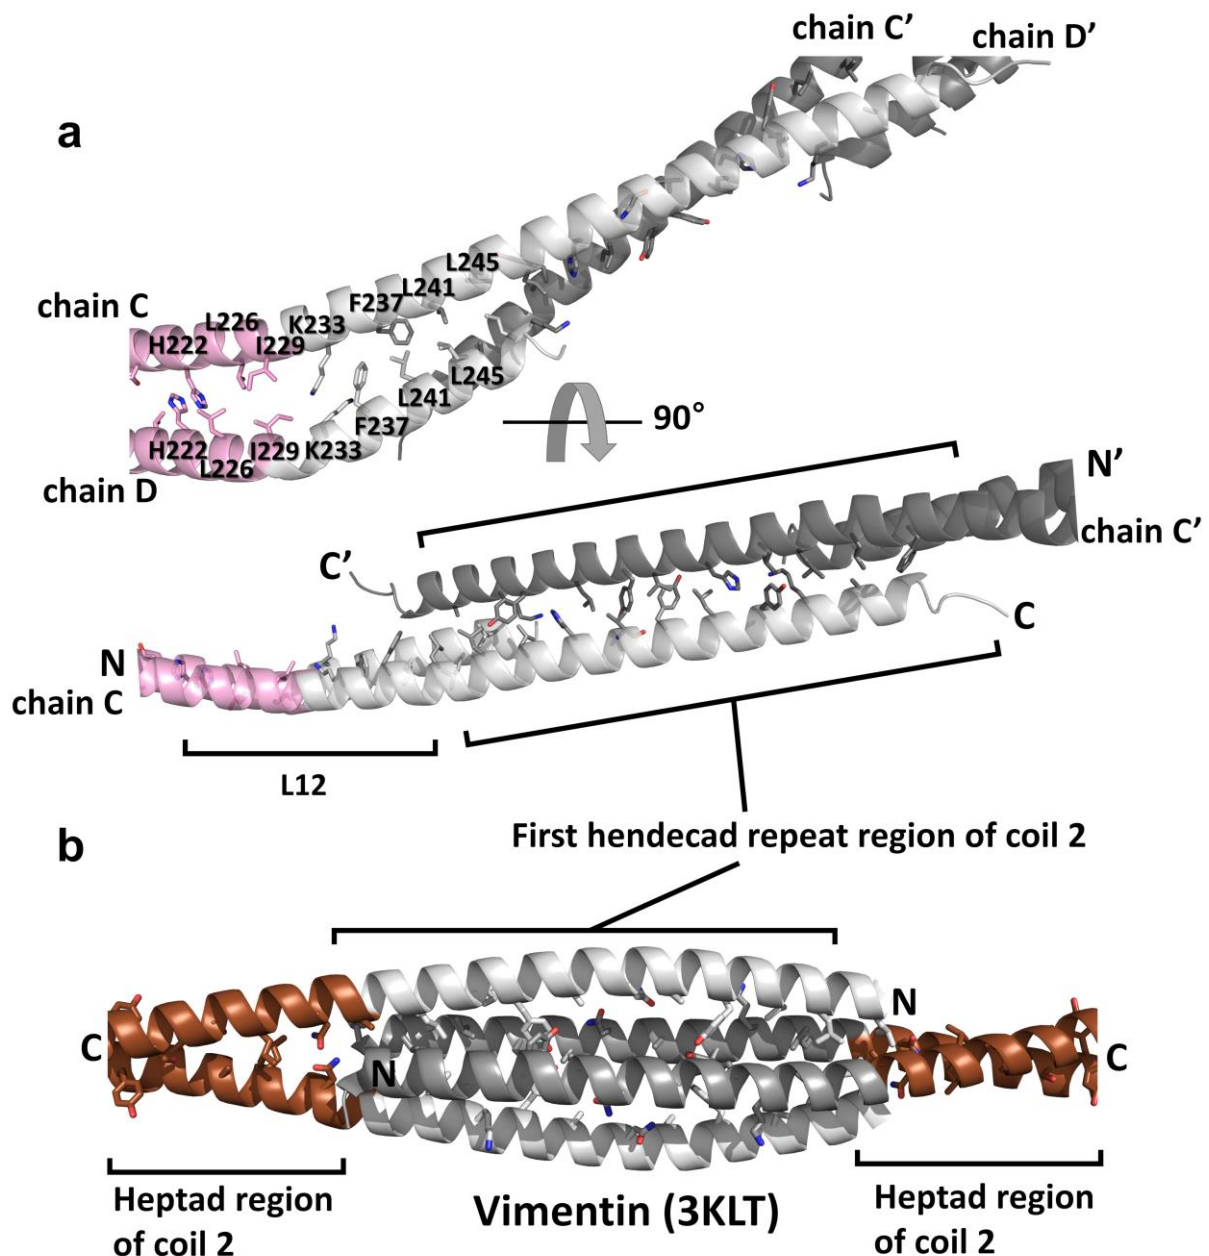 a
chain C’
chain D’
chain C
H222
L226
I229
K233
F237
L241
L245
H222
L226
I229
K233
F237
L241
L245
chain D
90°
N’
chain C’
C’
C
N
chain C
L12
First hendecad repeat region of coil 2
b
N
C
N
C
Heptad region
of coil 2
Vimentin (3KLT)
Heptad region
of coil 2